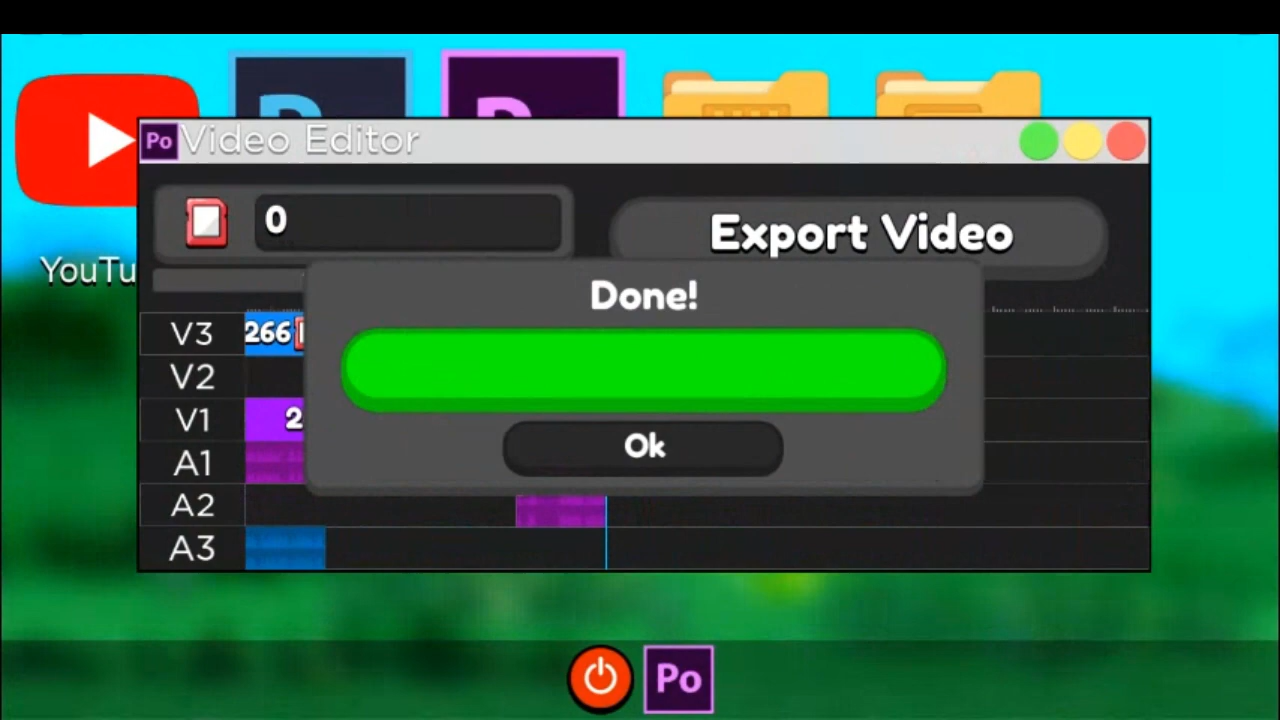 YouTu
Po Video Editor
0
Export Video
Done!
V3
266
V2
V1
2
A1
Ok
A2
A3
Po